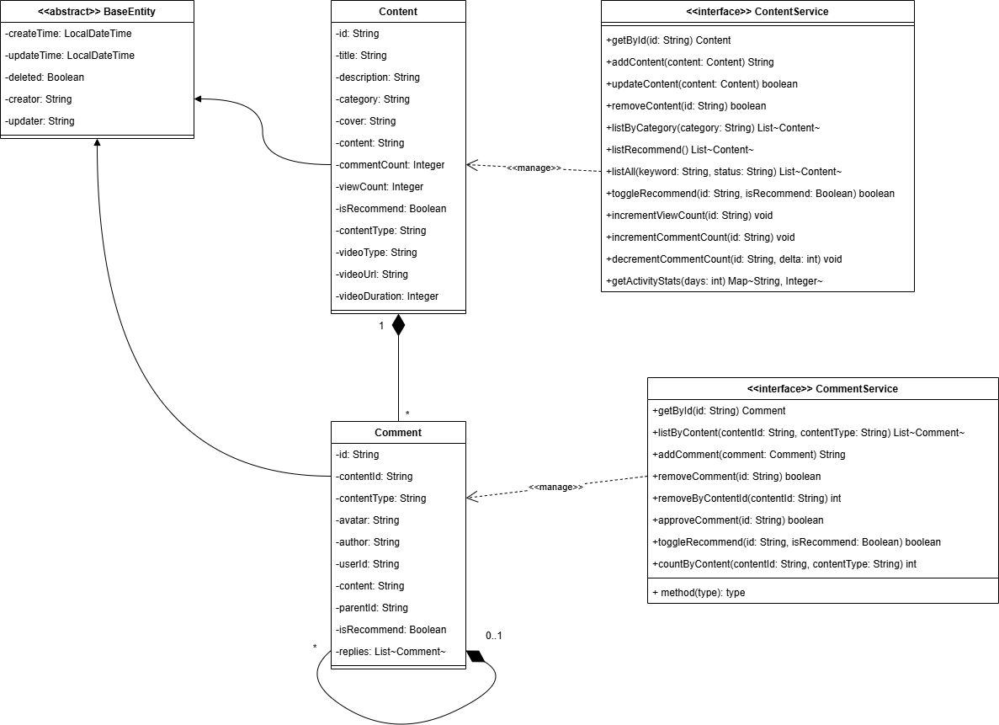 <<abstract>> BaseEntity
-createTime: LocalDateTime
-updateTime: LocalDateTime
-deleted: Boolean
-creator: String
-updater: String
Content
-id: String
-title: String
-description: String
-category: String
-cover: String
-content: String
-commentCount: Integer
-viewCount: Integer
-isRecommend: Boolean
-contentType: String
-videoType: String
-videoUrl: String
-videoDuration: Integer
<<interface>> ContentService
+getById(id: String) Content
+addContent(content: Content) String
+updateContent(content: Content) boolean
+removeContent(id: String) boolean
+listByCategory(category: String) List~Content~
+listRecommend() List~Content~
+listAll(keyword: String, status: String) List~Content~
+toggleRecommend(id: String, isRecommend: Boolean) boolean
+incrementViewCount(id: String) void
+incrementCommentCount(id: String) void
+decrementCommentCount(id: String, delta: int) void
+getActivityStats(days: int) Map~String, Integer~
<<manage>>
1
*
Comment
-id: String
-contentId: String
-contentType: String
-avatar: String
-author: String
-userId: String
-content: String
-parentId: String
-isRecommend: Boolean
-replies: List~Comment~
*
0..1
<<manage>>
<<interface>> CommentService
+getById(id: String) Comment
+listByContent(contentId: String, contentType: String) List~Comment~
+addComment(comment: Comment) String
+removeComment(id: String) boolean
+removeByContentId(contentId: String) int
+approveComment(id: String) boolean
+toggleRecommend(id: String, isRecommend: Boolean) boolean
+countByContent(contentId: String, contentType: String) int
+ method(type): type